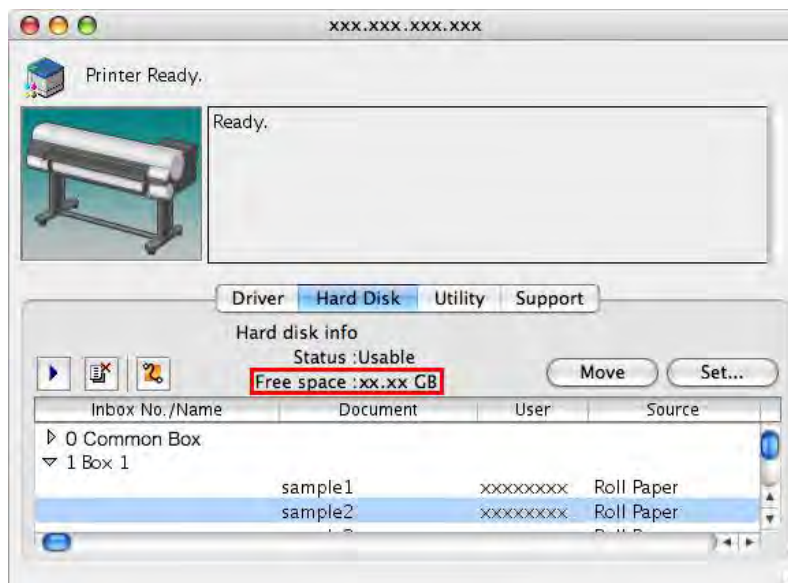 xxx.xxx.xxx.xxx
Printer Ready.
Ready.
Driver Hard Disk Utility Support
Hard disk info
Status :Usable
Free space :xx.xx GB
Move Set...
Inbox No./Name Document User Source
0 Common Box
1 Box 1
sample1 xxxxxxxx Roll Paper
sample2 xxxxxxxx Roll Paper